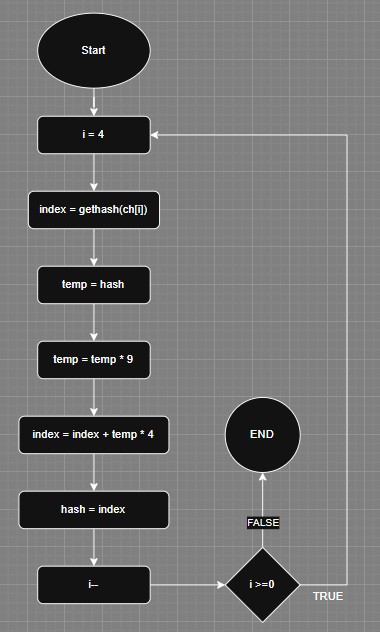 Start
i = 4
index = gethash(ch[i])
temp = hash
temp = temp * 9
index = index + temp * 4
hash = index
i--
i >=0
TRUE
FALSE
END